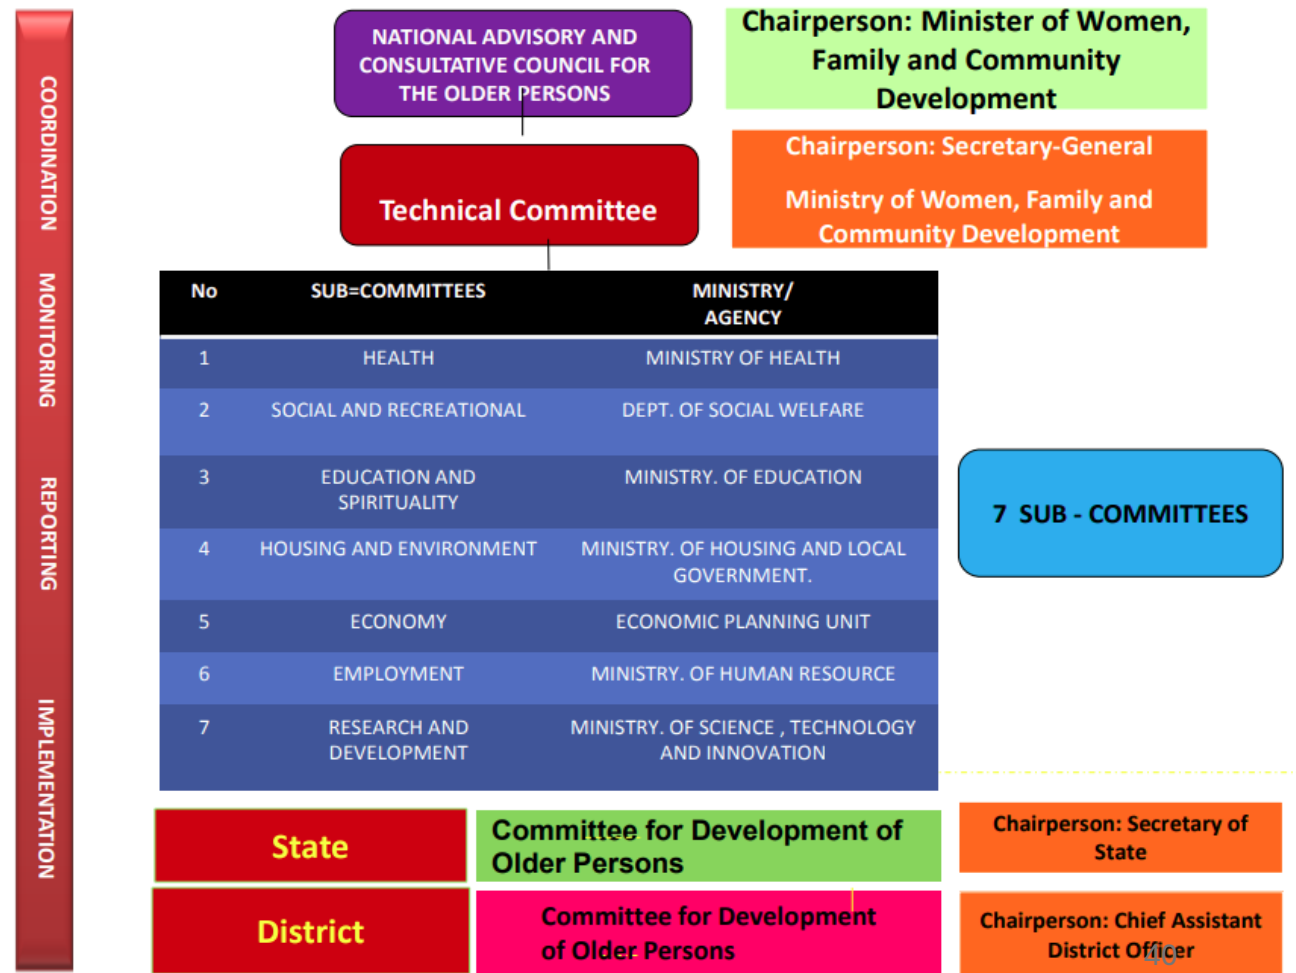 NATIONAL ADVISORY AND
CONSULTATIVE COUNCIL FOR
THE OLDER PERSONS
Chairperson: Minister of Women,
Family and Community
Development
Technical Committee
Chairperson: Secretary-General
Ministry of Women, Family and
Community Development
COORDINATION
MONITORING
REPORTING
IMPLEMENTATION
No SUB=COMMITTEES MINISTRY/
AGENCY
1 HEALTH MINISTRY OF HEALTH
2 SOCIAL AND RECREATIONAL DEPT. OF SOCIAL WELFARE
3 EDUCATION AND MINISTRY. OF EDUCATION
SPIRITUALITY
4 HOUSING AND ENVIRONMENT MINISTRY. OF HOUSING AND LOCAL
GOVERNMENT.
5 ECONOMY ECONOMIC PLANNING UNIT
6 EMPLOYMENT MINISTRY. OF HUMAN RESOURCE
7 RESEARCH AND MINISTRY. OF SCIENCE , TECHNOLOGY
DEVELOPMENT AND INNOVATION
7 SUB - COMMITTEES
State
Committee for Development of
Older Persons
Chairperson: Secretary of
State
District
Committee for Development
of Older Persons
Chairperson: Chief Assistant
District Officer
40